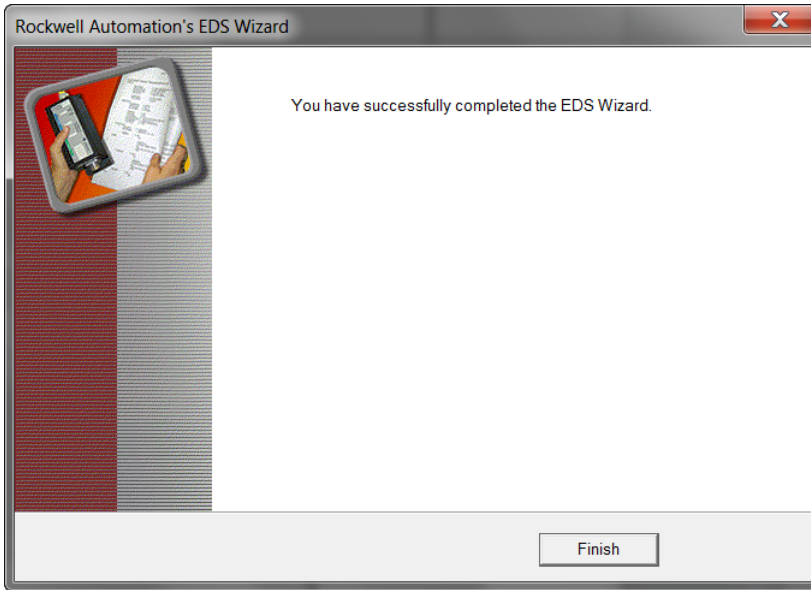 Rockwell Automation's EDS Wizard
You have successfully completed the EDS Wizard.
Finish